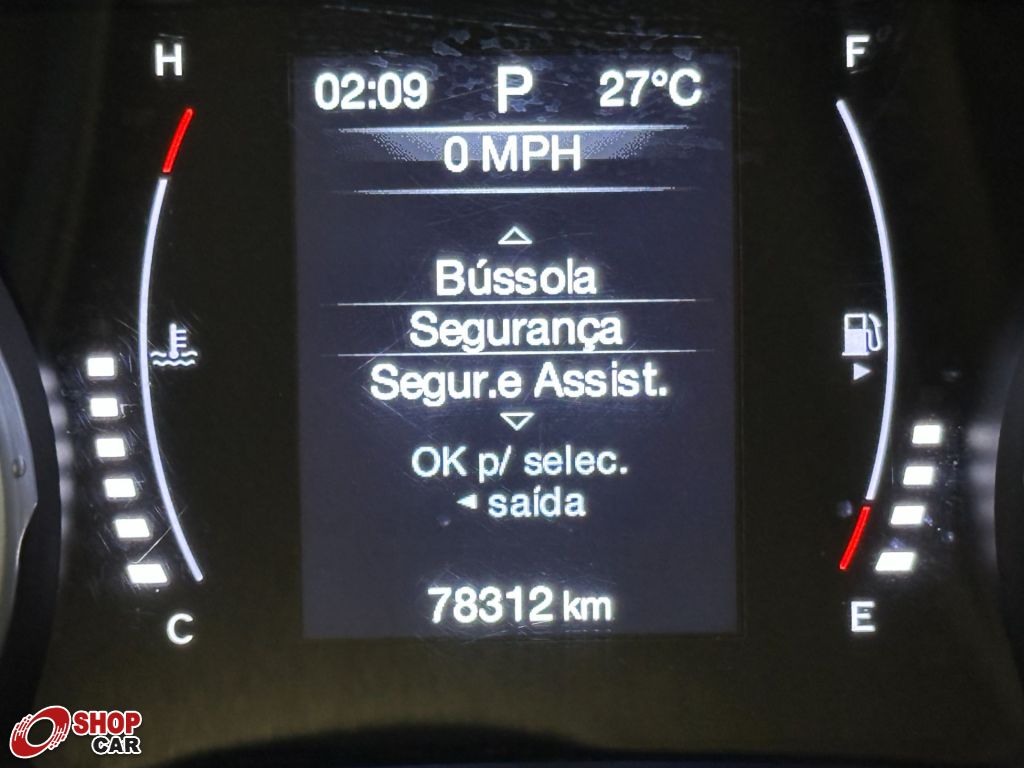 H
F
02:09 P 27°C
0 MPH
Bússola
Segurança
Segur.e Assist.
OK p/ selec.
◄ saída
78312 km
C
E
SHOP
CAR